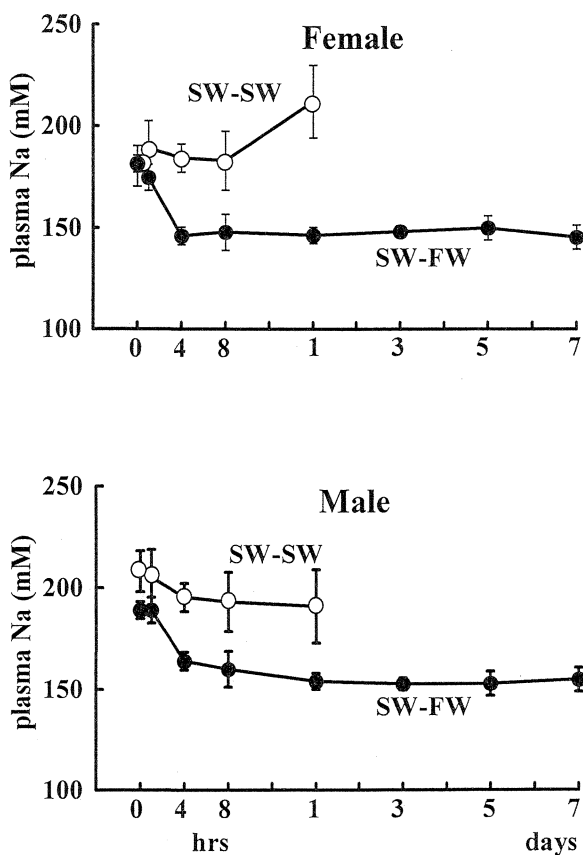 Female
SW-SW
250
200
150
100
plasma Na (mM)
SW-FW
0 4 8 1 3 5 7
Male
SW-SW
250
200
150
100
plasma Na (mM)
SW-FW
0 4 8 1 3 5 7
hrs days